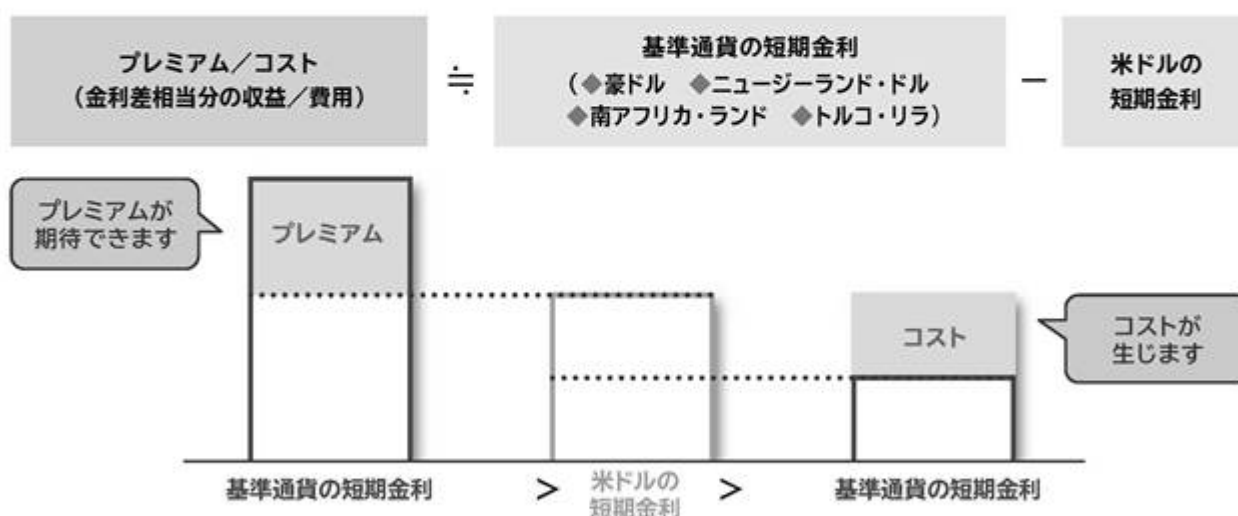 プレミアム／コスト
（金利差相当分の収益／費用）
≒
基準通貨の短期金利
（◆豪ドル ◆ニュージーランド・ドル
◆南アフリカ・ランド ◆トルコ・リラ）
－
米ドルの
短期金利
プレミアムが
期待できます
プレミアム
コスト
コストが
生じます
基準通貨の短期金利
＞
米ドルの
短期金利
＞
基準通貨の短期金利